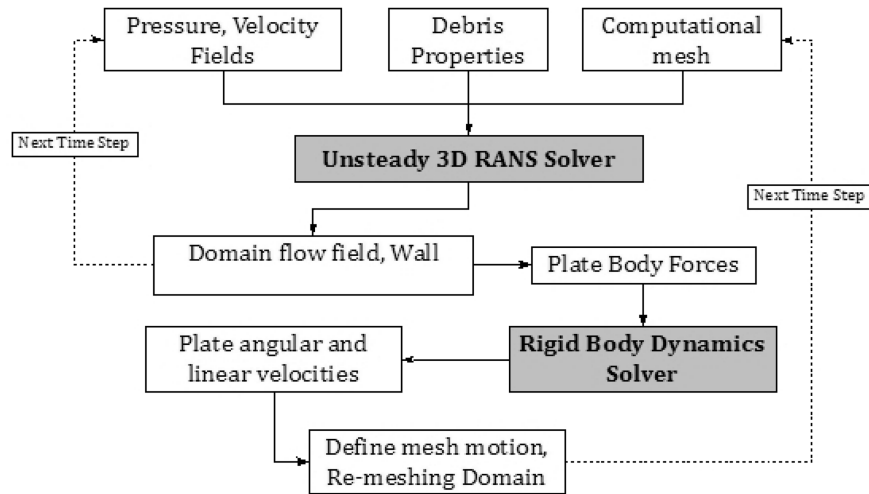 Pressure, Velocity
Fields
Debris
Properties
Computational
mesh
Next Time Step
Unsteady 3D RANS Solver
Next Time Step
Domain flow field, Wall
Plate Body Forces
Plate angular and
linear velocities
Rigid Body Dynamics
Solver
Define mesh motion,
Re-meshing Domain